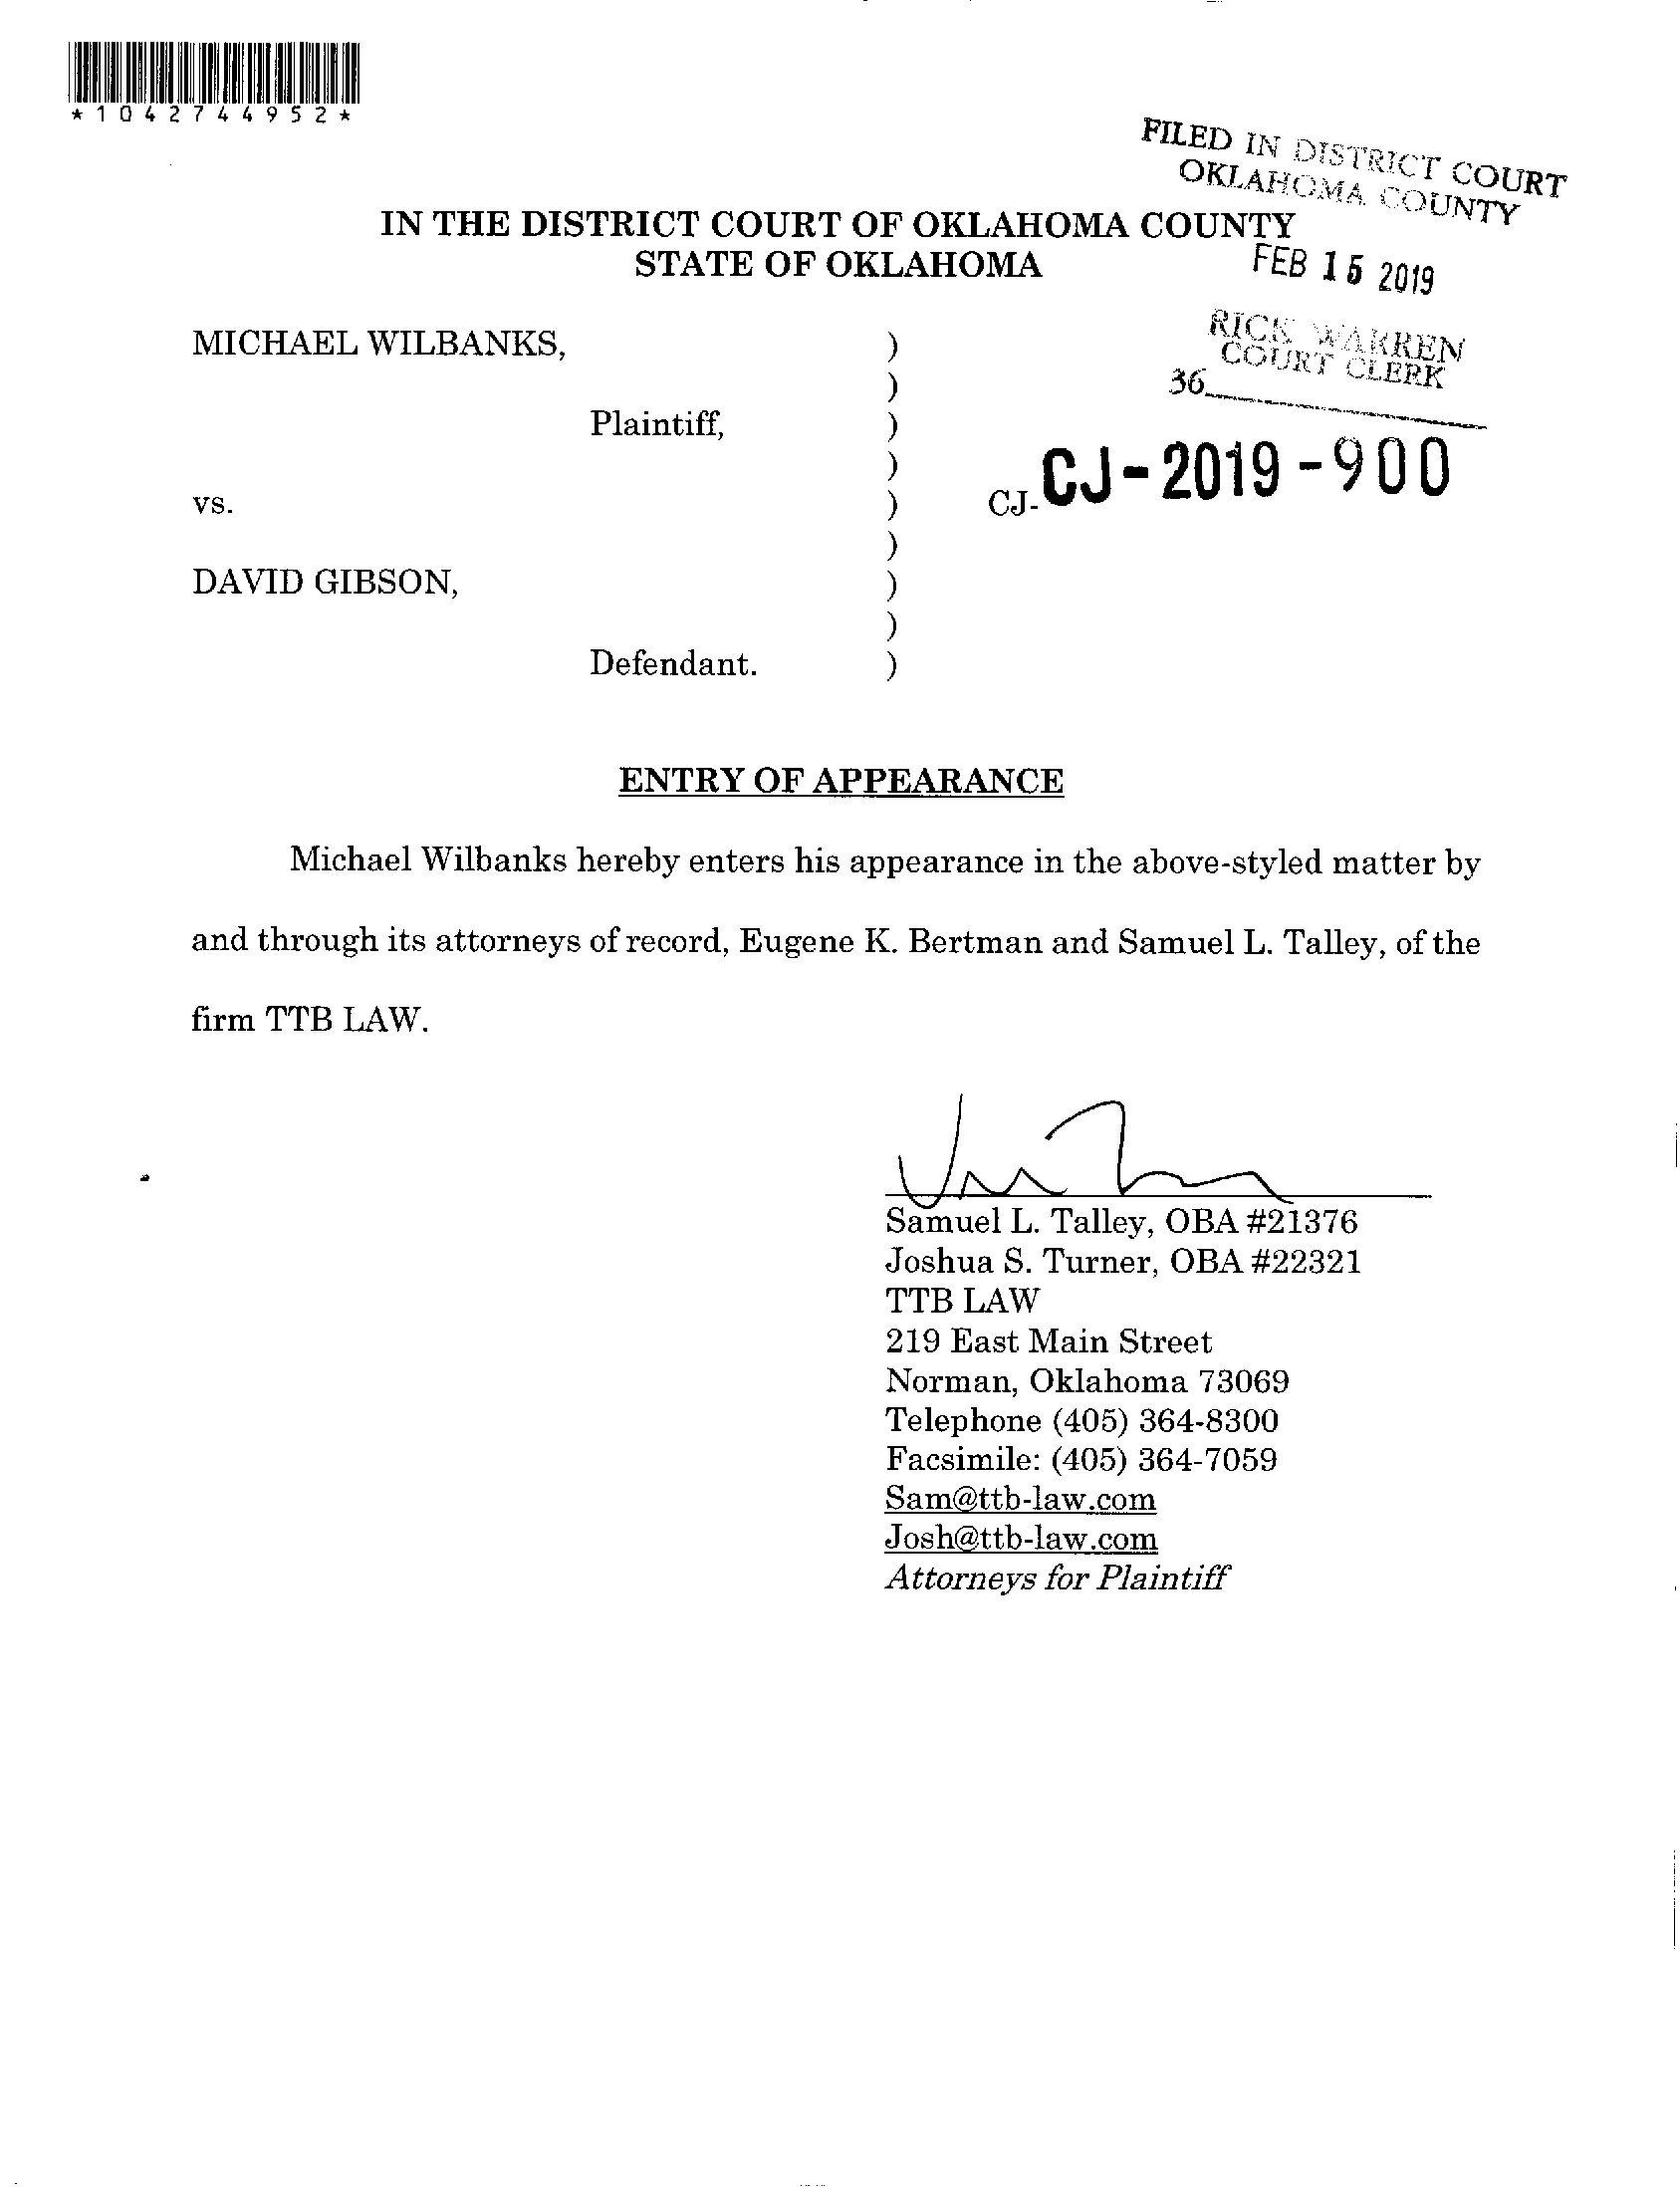 *1042744952*
FILED IN DISTRICT COURT
OKLAHOMA COUNTY
IN THE DISTRICT COURT OF OKLAHOMA COUNTY
STATE OF OKLAHOMA
FEB 15 2019
RICK WARREN
COURT CLERK
36
MICHAEL WILBANKS, )
)
Plaintiff, )
)
vs. ) CJ-CJ-2019-900
)
DAVID GIBSON, )
)
Defendant. )
ENTRY OF APPEARANCE
Michael Wilbanks hereby enters his appearance in the above-styled matter by
and through its attorneys of record, Eugene K. Bertman and Samuel L. Talley, of the
firm TTB LAW.
Samuel L. Talley, OBA #21376
Joshua S. Turner, OBA #22321
TTB LAW
219 East Main Street
Norman, Oklahoma 73069
Telephone (405) 364-8300
Facsimile: (405) 364-7059
Sam@ttb-law.com
Josh@ttb-law.com
Attorneys for Plaintiff